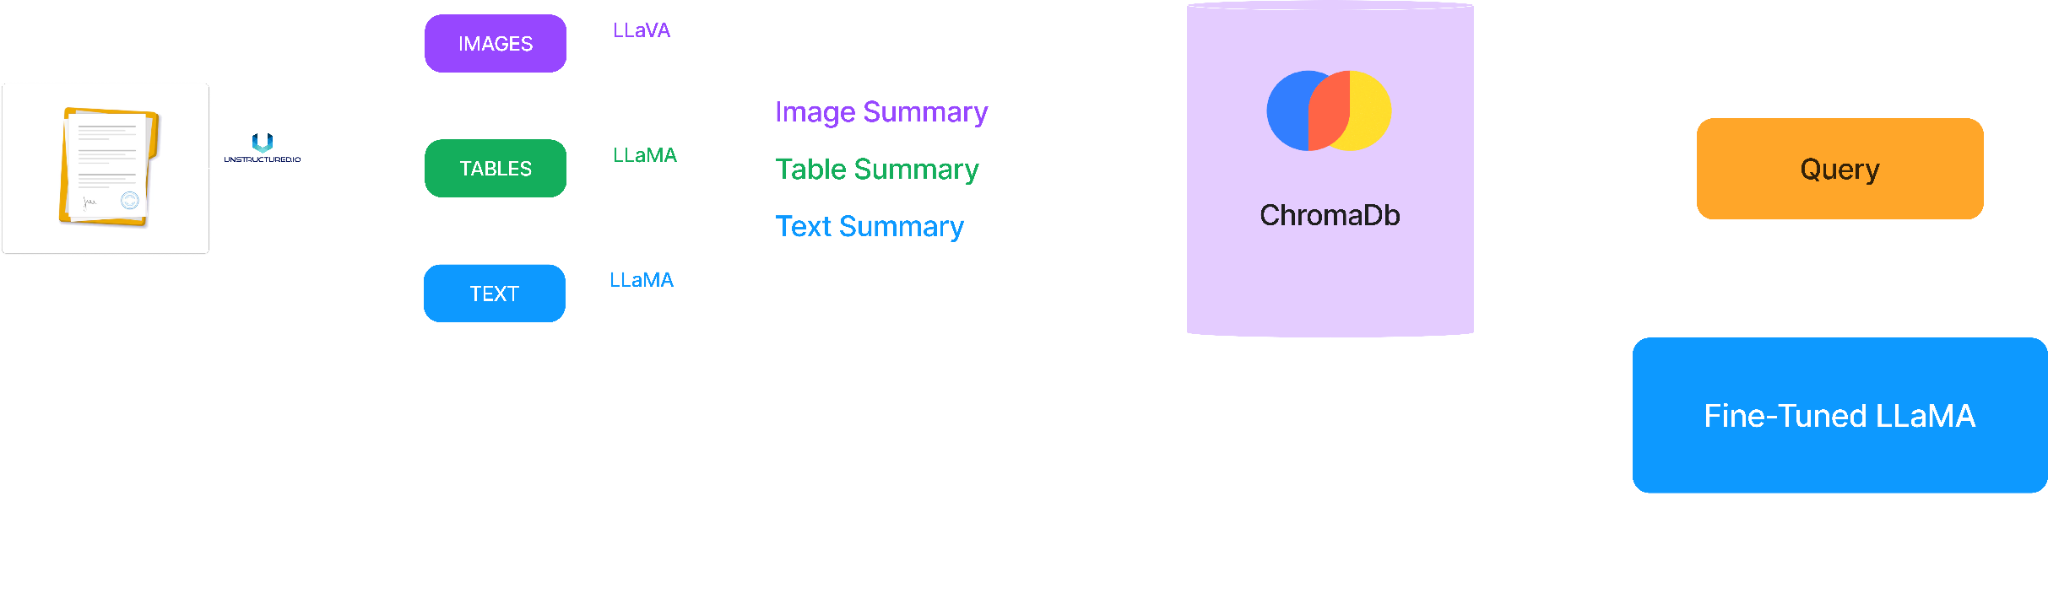 UNSTRUCTURED.IO
IMAGES
LLaVA
TABLES
LLaMA
TEXT
LLaMA
Image Summary
Table Summary
Text Summary
ChromaDb
Query
Fine-Tuned LLaMA